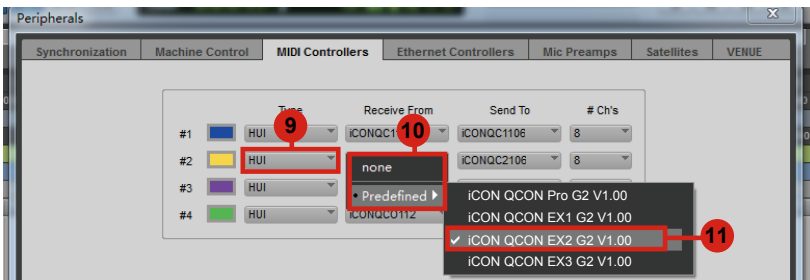 Peripherals
Synchronization Machine Control MIDI Controllers Ethernet Controllers Mic Preamps Satellites VENUE
Type Receive From Send To # Ch's
#1 HUI iCONQC1 iCONQC1106 8
9 10
#2 HUI iCONQC2106 8
none
#3 HUI
• Predefined
iCON QCON Pro G2 V1.00
#4 HUI iCONQCO112
iCON QCON EX1 G2 V1.00
✓ iCON QCON EX2 G2 V1.00 11
iCON QCON EX3 G2 V1.00